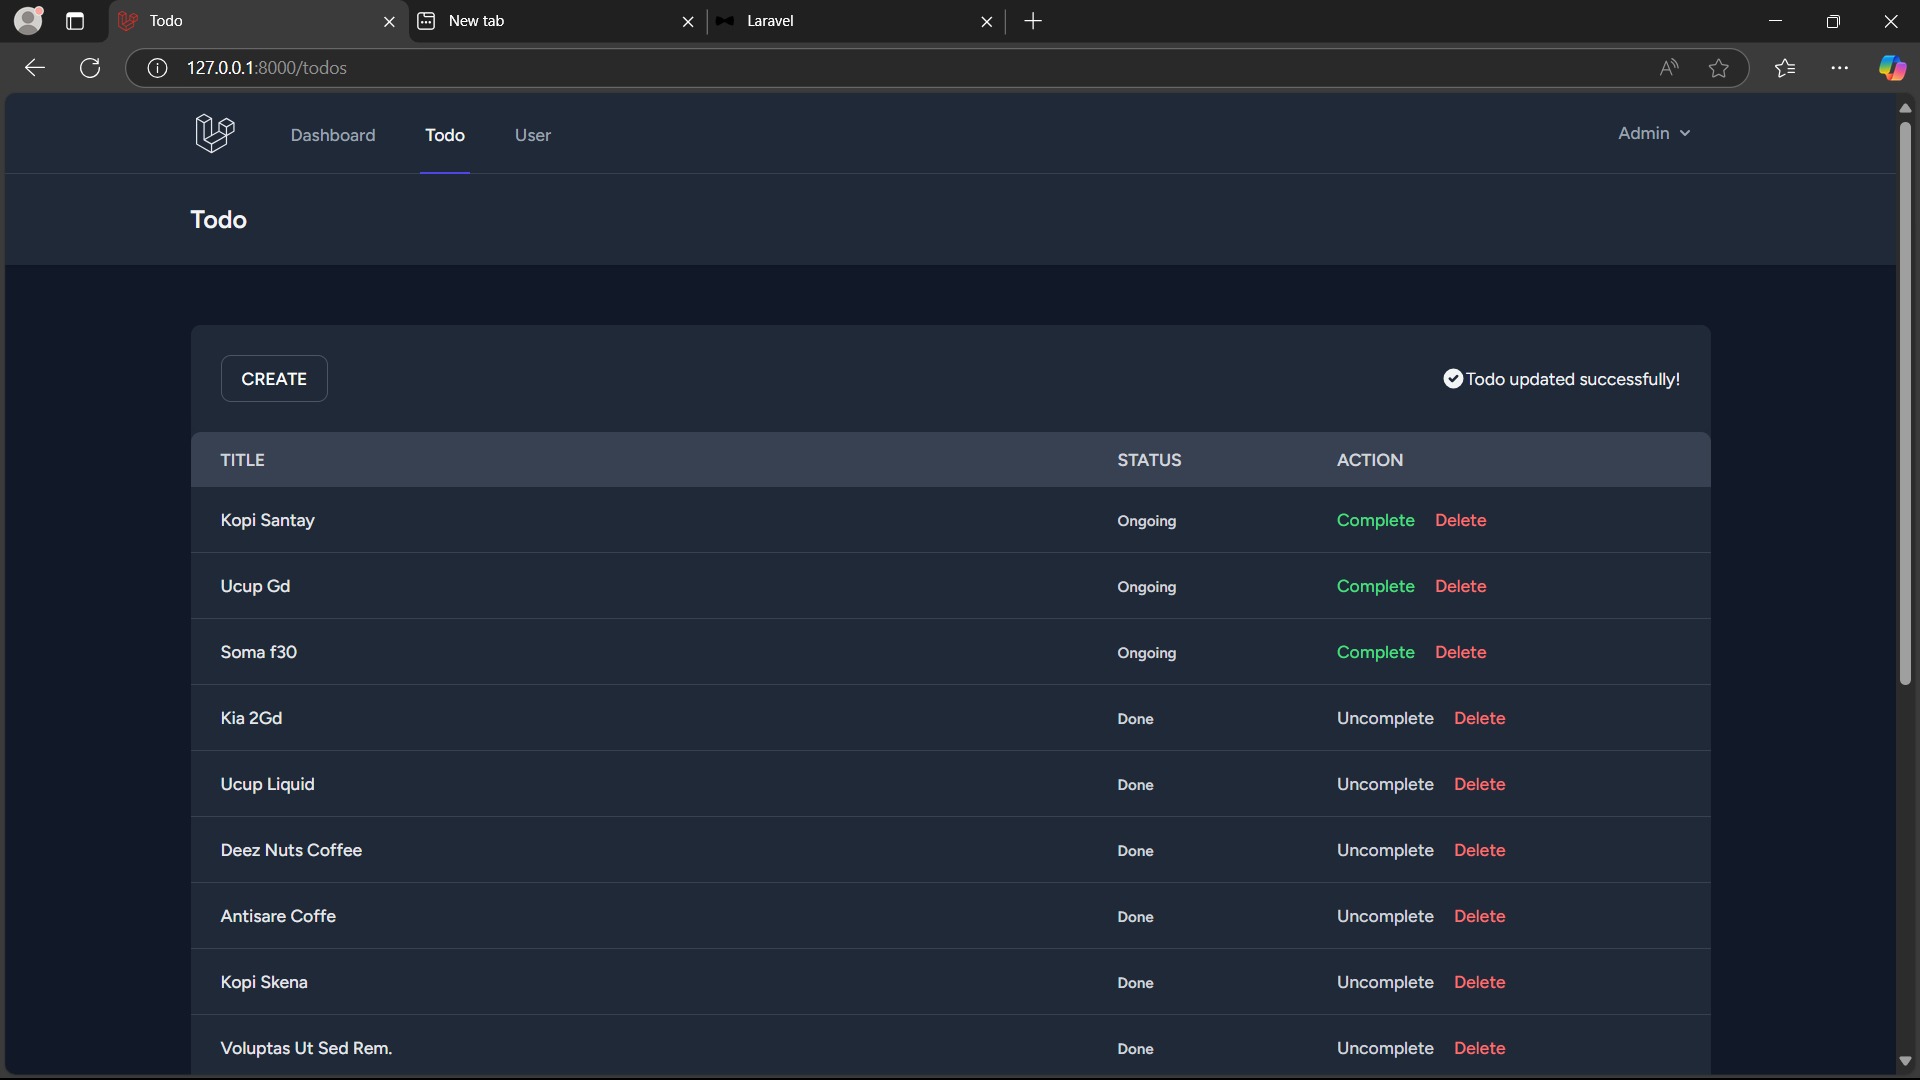 Todo
New tab
Laravel
127.0.0.1:8000/todos
Dashboard
Todo
User
Admin
Todo
CREATE
Todo updated successfully!
TITLE STATUS ACTION
Kopi Santay Ongoing Complete Delete
Ucup Gd Ongoing Complete Delete
Soma f30 Ongoing Complete Delete
Kia 2Gd Done Uncomplete Delete
Ucup Liquid Done Uncomplete Delete
Deez Nuts Coffee Done Uncomplete Delete
Antisare Coffe Done Uncomplete Delete
Kopi Skena Done Uncomplete Delete
Voluptas Ut Sed Rem. Done Uncomplete Delete